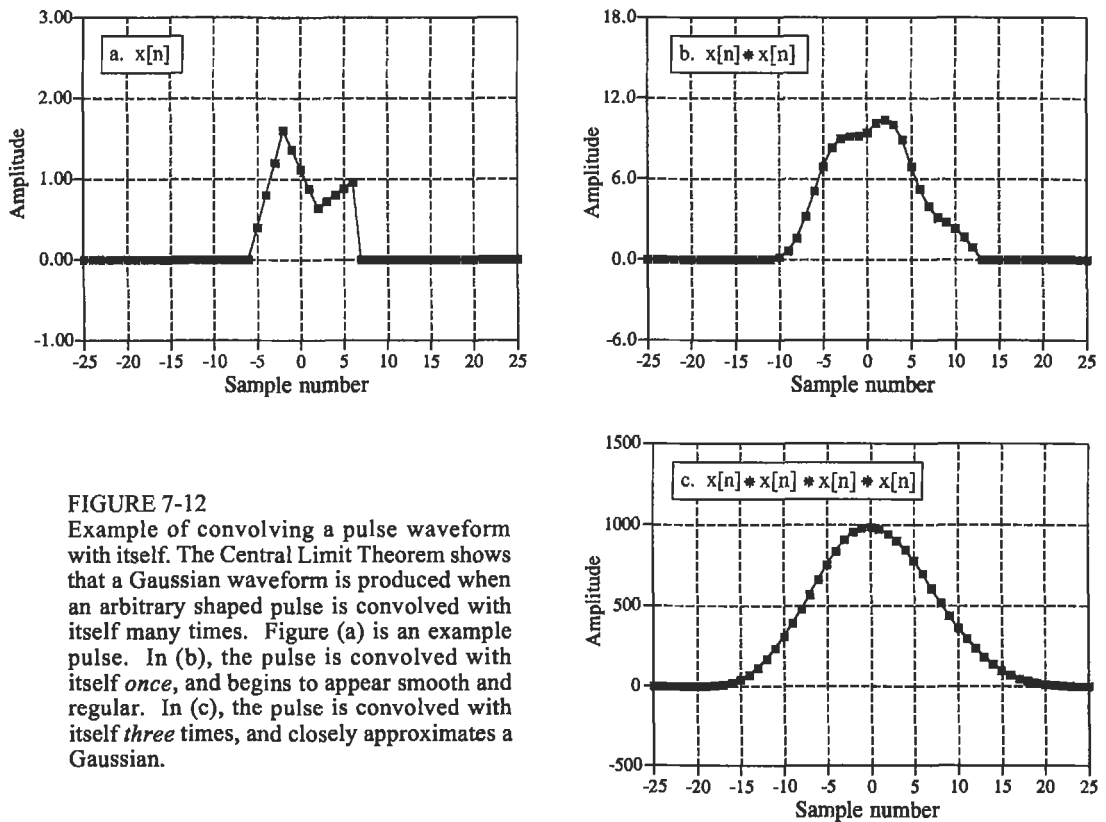 3.00
2.00
1.00
0.00
-1.00
Amplitude
a. x[n]
-25 -20 -15 -10 -5 0 5 10 15 20 25
Sample number
18.0
12.0
6.0
0.0
-6.0
Amplitude
b. x[n]✱x[n]
-25 -20 -15 -10 -5 0 5 10 15 20 25
Sample number
FIGURE 7-12
Example of convolving a pulse waveform
with itself. The Central Limit Theorem shows
that a Gaussian waveform is produced when
an arbitrary shaped pulse is convolved with
itself many times. Figure (a) is an example
pulse. In (b), the pulse is convolved with
itself once, and begins to appear smooth and
regular. In (c), the pulse is convolved with
itself three times, and closely approximates a
Gaussian.
1500
1000
500
0
-500
Amplitude
c. x[n]✱x[n]✱x[n]✱x[n]
-25 -20 -15 -10 -5 0 5 10 15 20 25
Sample number